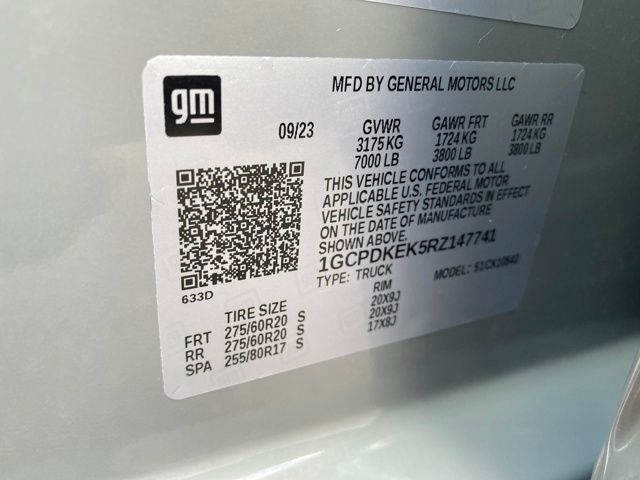 gm
MFD BY GENERAL MOTORS LLC
09/23 GVWR GAWR FRT GAWR RR
3175 KG 1724 KG 1724 KG
7000 LB 3800 LB 3800 LB
THIS VEHICLE CONFORMS TO ALL
APPLICABLE U.S. FEDERAL MOTOR
VEHICLE SAFETY STANDARDS IN EFFECT
ON THE DATE OF MANUFACTURE
SHOWN ABOVE.
1GCPDKEK5RZ147741
TYPE: TRUCK MODEL: 51CK10543
633D
TIRE SIZE RIM
FRT 275/60R20 S 20X9J
RR 275/60R20 S 20X9J
SPA 255/80R17 S 17X8J